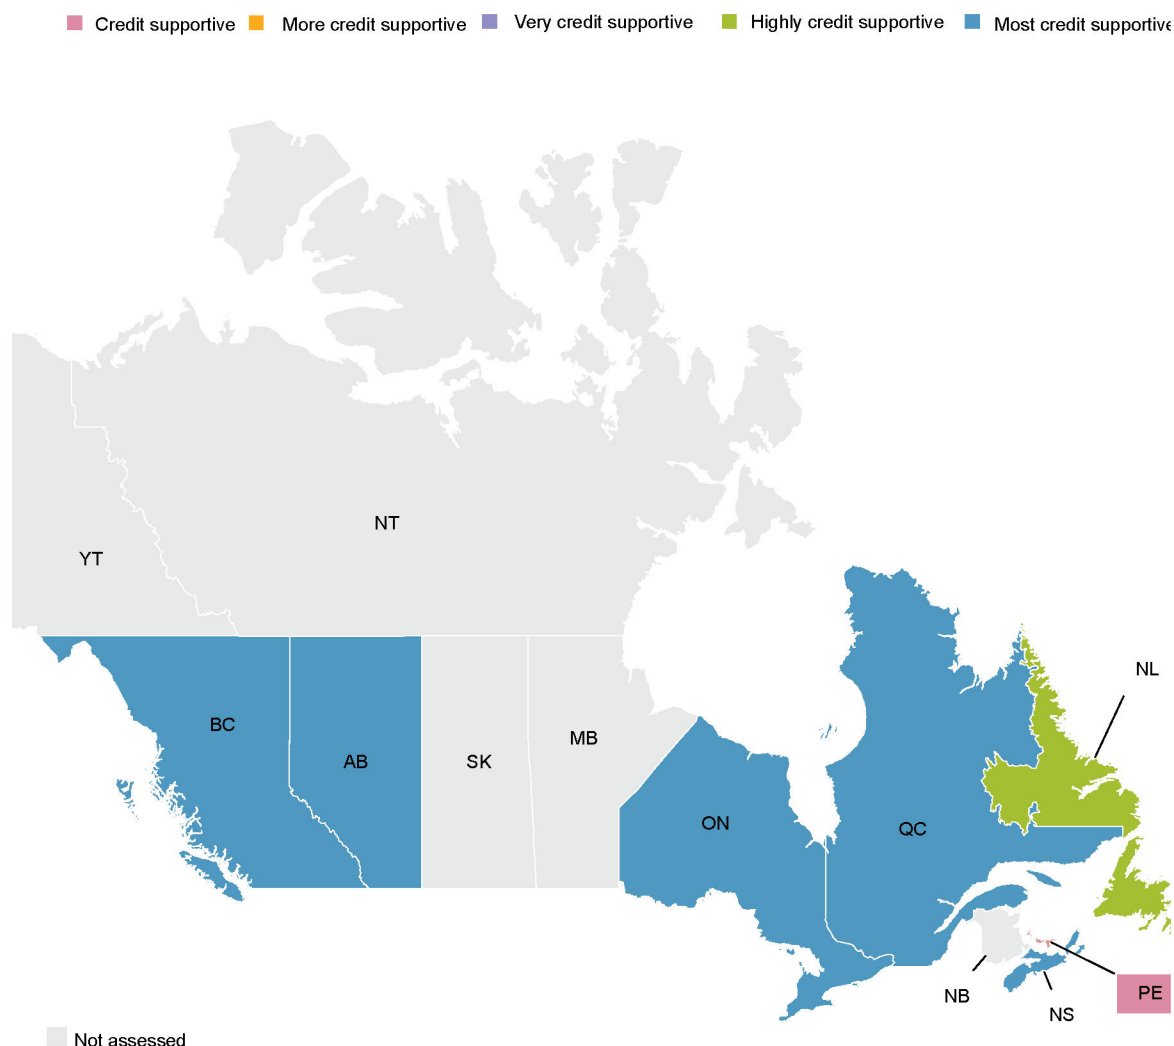 Credit supportive
More credit supportive
Very credit supportive
Highly credit supportive
Most credit supportive
NT
YT
NL
BC
MB
AB
SK
ON
QC
PE
NB
NS
Not assessed